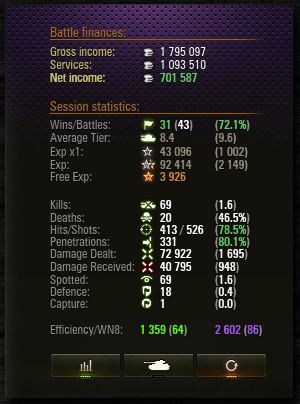 Battle finances:
Gross income: 1 795 097
Services: 1 093 510
Net income: 701 587
Session statistics:
Wins/Battles: 31 (43) (72.1%)
Average Tier: 8.4 (9.6)
Exp x1: 43 096 (1 002)
Exp: 92 414 (2 149)
Free Exp: 3 926
Kills: 69 (1.6)
Deaths: 20 (46.5%)
Hits/Shots: 413 / 526 (78.5%)
Penetrations: 331 (80.1%)
Damage Dealt: 72 922 (1 695)
Damage Received: 40 795 (948)
Spotted: 69 (1.6)
Defence: 18 (0.4)
Capture: 1 (0.0)
Efficiency/WN8: 1 359 (64) 2 602 (86)